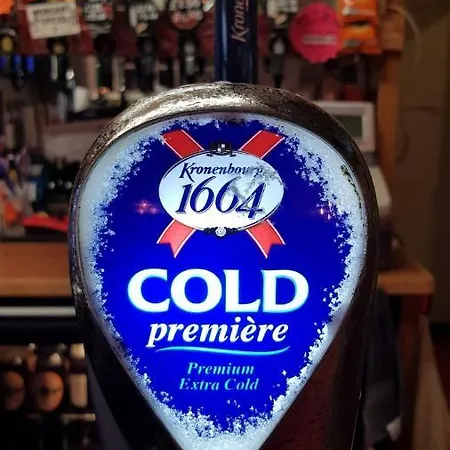 Kronenbourg
1664
COLD
première
Premium
Extra Cold